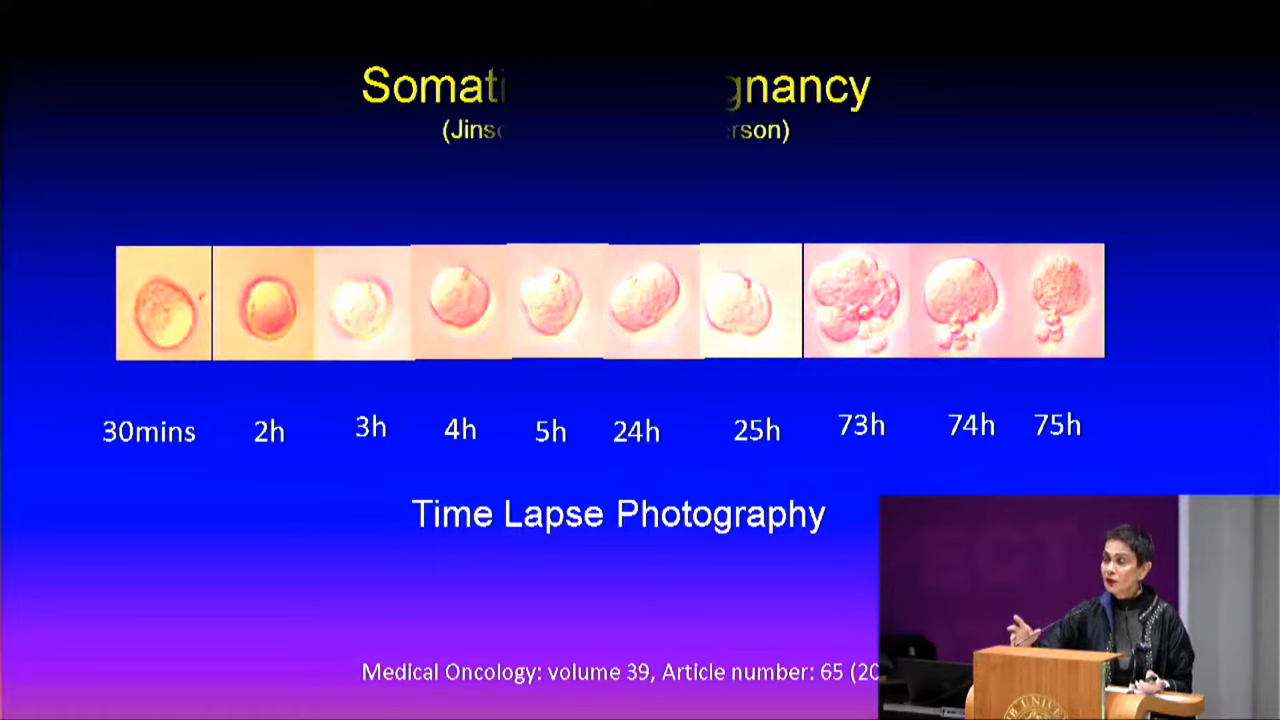 Somati gnancy
(Jins rson)
30mins 2h 3h 4h 5h 24h 25h 73h 74h 75h
Time Lapse Photography
Medical Oncology: volume 39, Article number: 65 (20
ECT